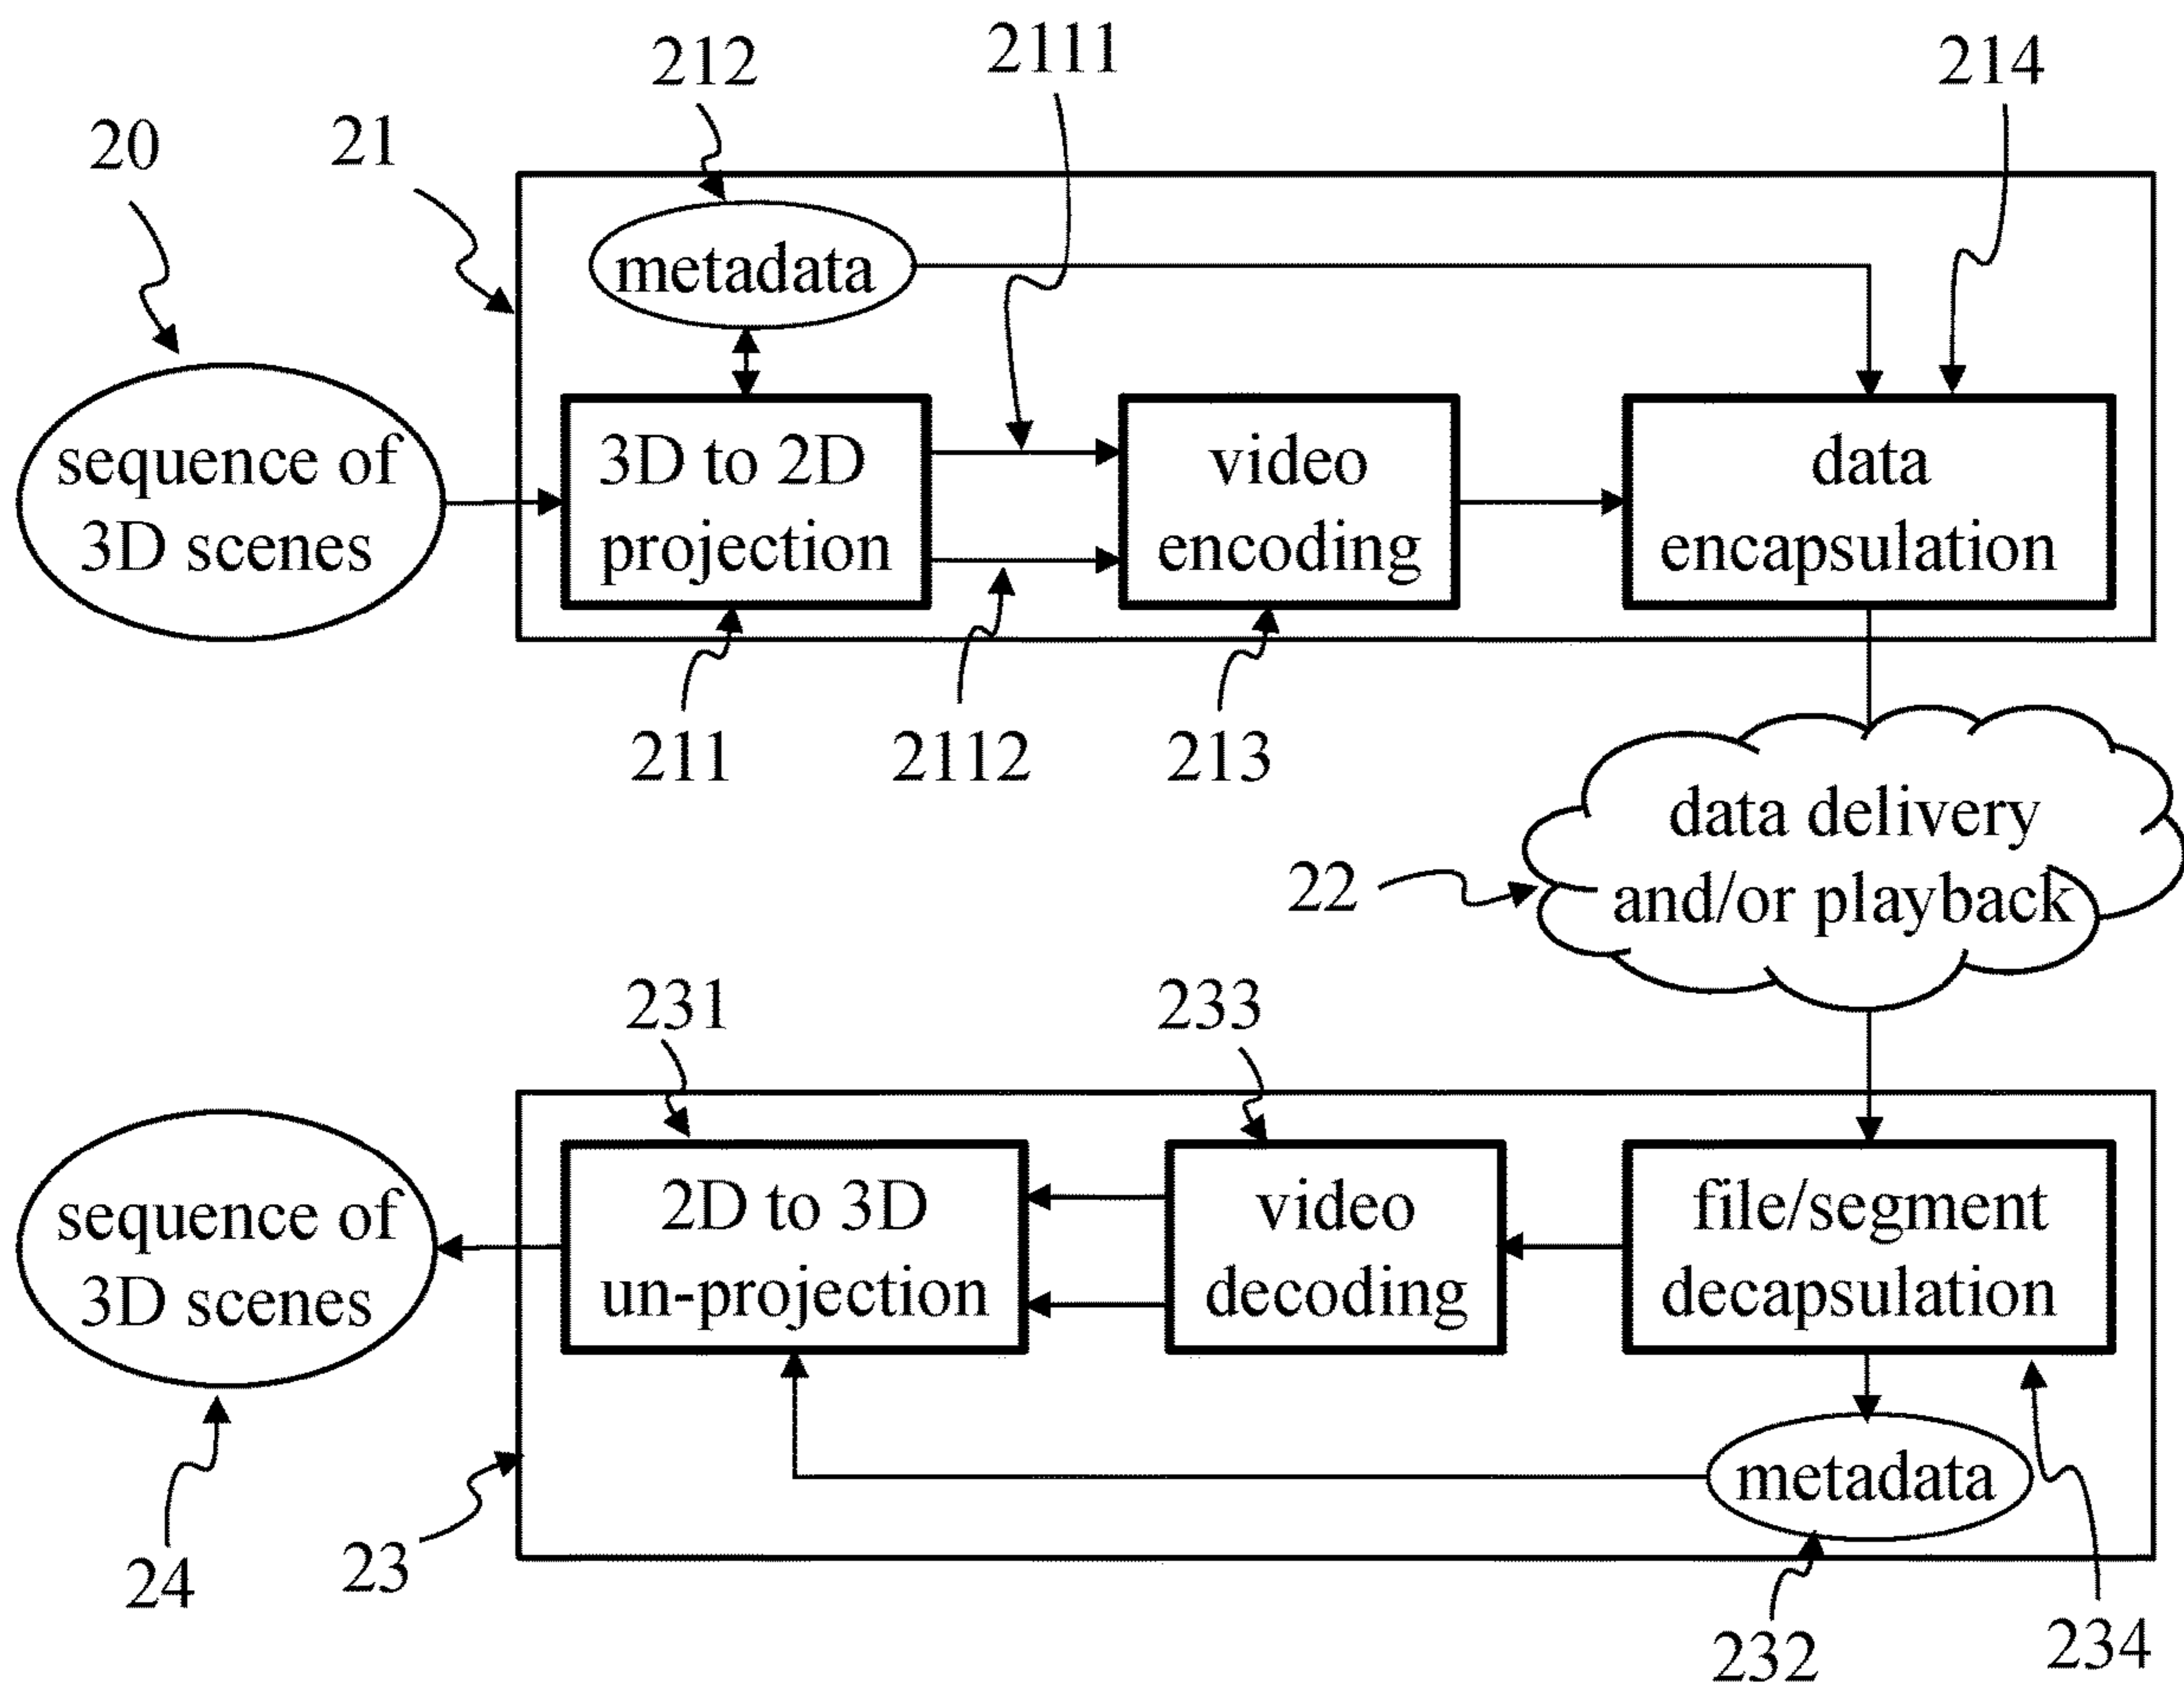 212
2111
214
20
21
metadata
sequence of
3D scenes
3D to 2D
projection
video
encoding
data
encapsulation
211
2112
213
data delivery
and/or playback
22
231
233
sequence of
3D scenes
2D to 3D
un-projection
video
decoding
file/segment
decapsulation
metadata
24
23
232
234